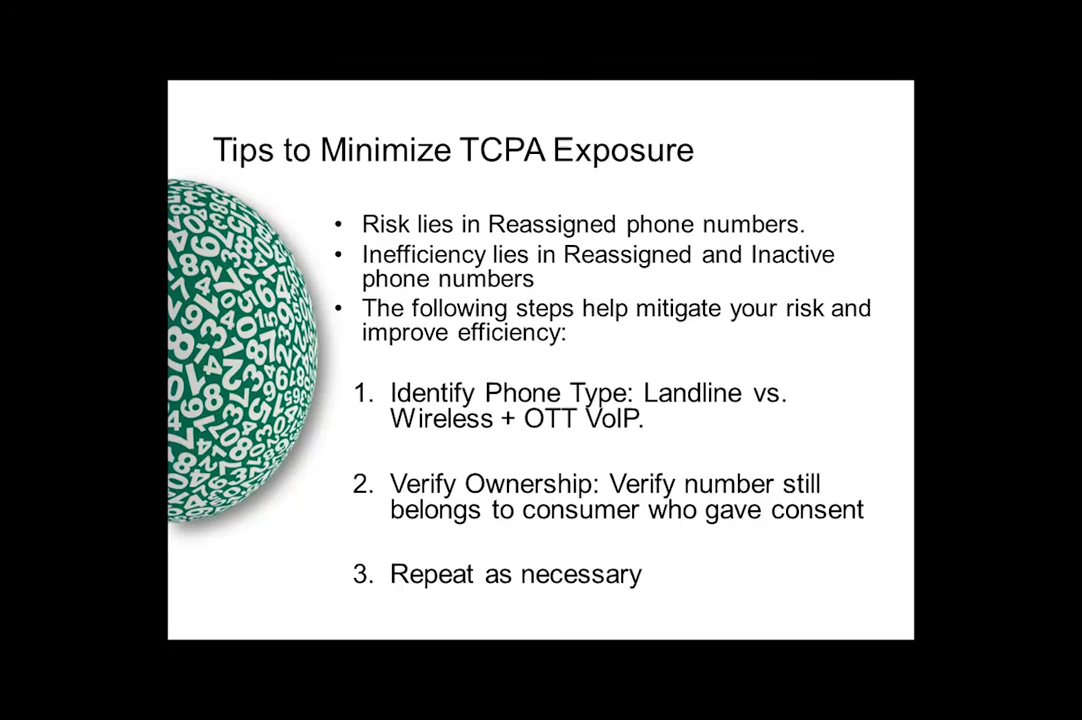 Tips to Minimize TCPA Exposure
• Risk lies in Reassigned phone numbers.
• Inefficiency lies in Reassigned and Inactive
phone numbers
• The following steps help mitigate your risk and
improve efficiency:
1. Identify Phone Type: Landline vs.
Wireless + OTT VoIP.
2. Verify Ownership: Verify number still
belongs to consumer who gave consent
3. Repeat as necessary